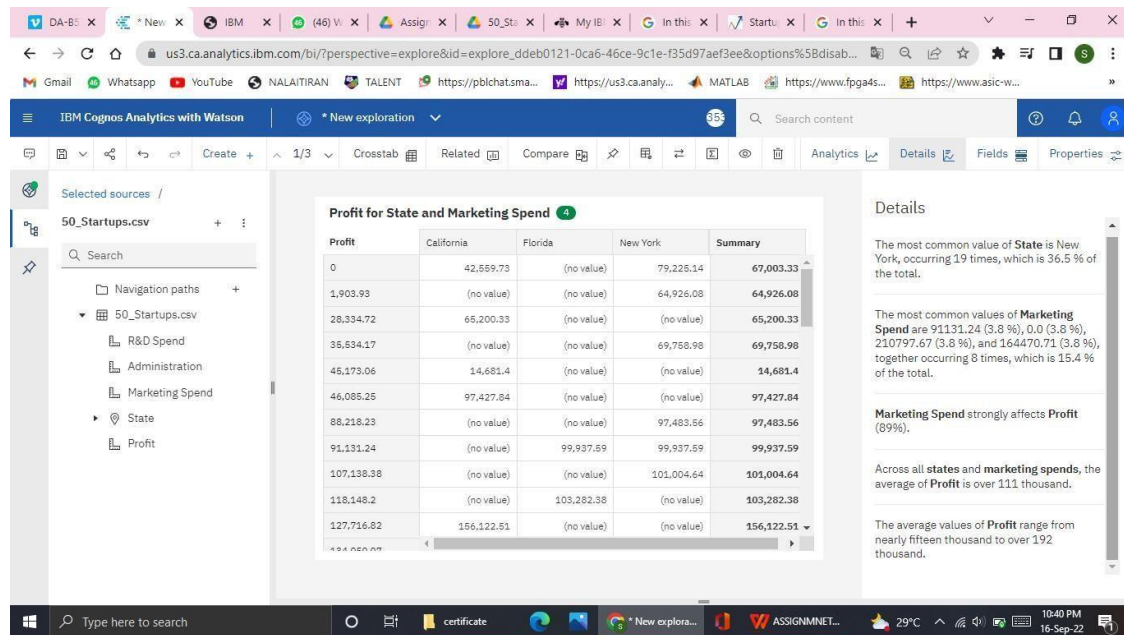 DA-B5
* New
IBM
(46) W
Assign
50_Sta
My IB
In this
Startu
In this
us3.ca.analytics.ibm.com/bi/?perspective=explore&id=explore_ddeb0121-0ca6-46ce-9c1e-f35d97aef3ee&options%5Bdisab...
S
Gmail
Whatsapp
YouTube
NALAITIRAN
TALENT
https://pblchat.sma...
https://us3.ca.analy...
MATLAB
https://www.fpga4s...
https://www.asic-w...
»
IBM Cognos Analytics with Watson
* New exploration
353
Search content
Create +
1/3
Crosstab
Related
Compare
Analytics
Details
Fields
Properties
Selected sources /
50_Startups.csv
Search
Navigation paths
50_Startups.csv
R&D Spend
Administration
Marketing Spend
State
Profit
Profit for State and Marketing Spend 4
Profit California Florida New York Summary
0 42,559.73 (no value) 79,225.14 67,003.33
1,903.93 (no value) (no value) 64,926.08 64,926.08
28,334.72 65,200.33 (no value) (no value) 65,200.33
35,534.17 (no value) (no value) 69,758.98 69,758.98
45,173.06 14,681.4 (no value) (no value) 14,681.4
46,085.25 97,427.84 (no value) (no value) 97,427.84
88,218.23 (no value) (no value) 97,483.56 97,483.56
91,131.24 (no value) 99,937.59 99,937.59 99,937.59
107,138.38 (no value) (no value) 101,004.64 101,004.64
118,148.2 (no value) 103,282.38 (no value) 103,282.38
127,716.82 156,122.51 (no value) (no value) 156,122.51
Details
The most common value of State is New
York, occurring 19 times, which is 36.5 % of
the total.
The most common values of Marketing
Spend are 91131.24 (3.8 %), 0.0 (3.8 %),
210797.67 (3.8 %), and 164470.71 (3.8 %),
together occurring 8 times, which is 15.4 %
of the total.
Marketing Spend strongly affects Profit
(89%).
Across all states and marketing spends, the
average of Profit is over 111 thousand.
The average values of Profit range from
nearly fifteen thousand to over 192
thousand.
Type here to search
certificate
* New explora...
ASSIGNMNET...
29°C
10:40 PM
16-Sep-22